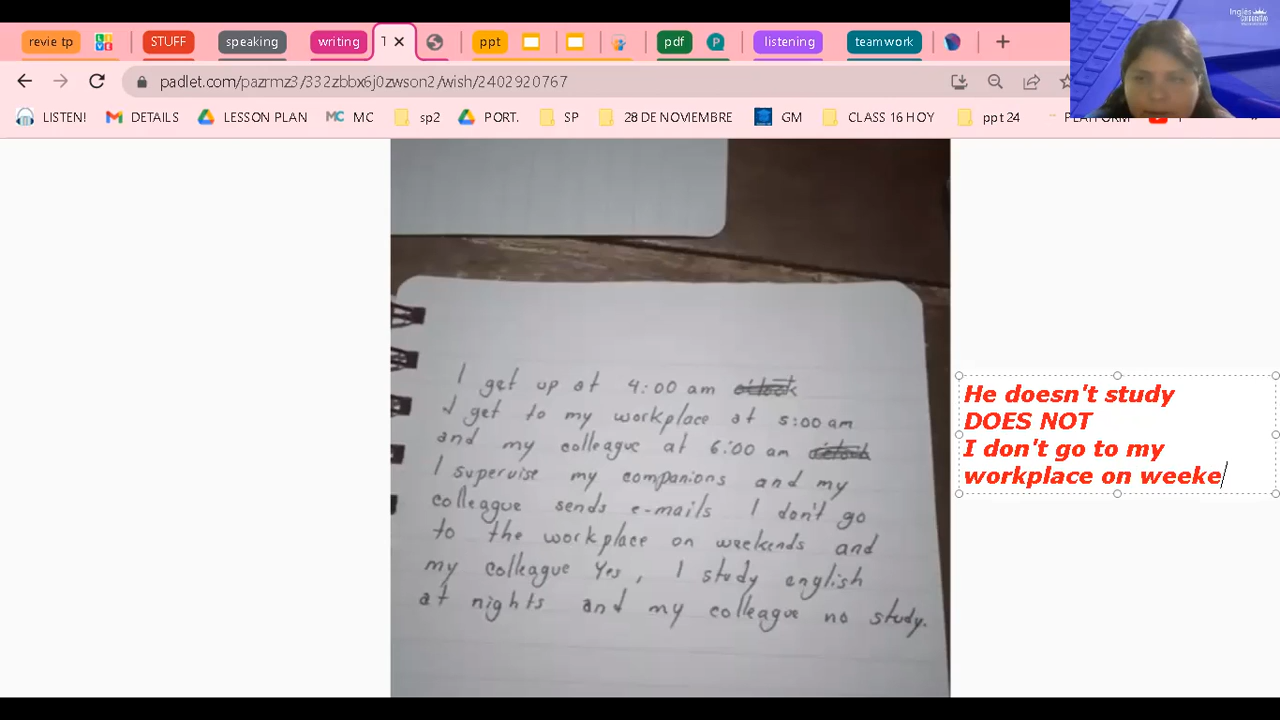 Inglés
CORPORATIVO
revie tp
STUFF
speaking
writing
T
ppt
pdf
listening
teamwork
padlet.com/pazrmz3/332zbbx6i0zwson2/wish/2402920767
LISTEN!
DETAILS
LESSON PLAN
MC
MC
sp2
PORT.
SP
28 DE NOVIEMBRE
GM
CLASS 16 HOY
ppt 24
I get up at 4:00 am
I get to my workplace at 5:00 am
and my colleague at 6:00 am
I supervise my companions and my
colleague sends e-mails I don't go
to the workplace on weekends and
my colleague Yes, I study english
at nights and my colleague no study.
He doesn't study
DOES NOT
I don't go to my
workplace on weeke